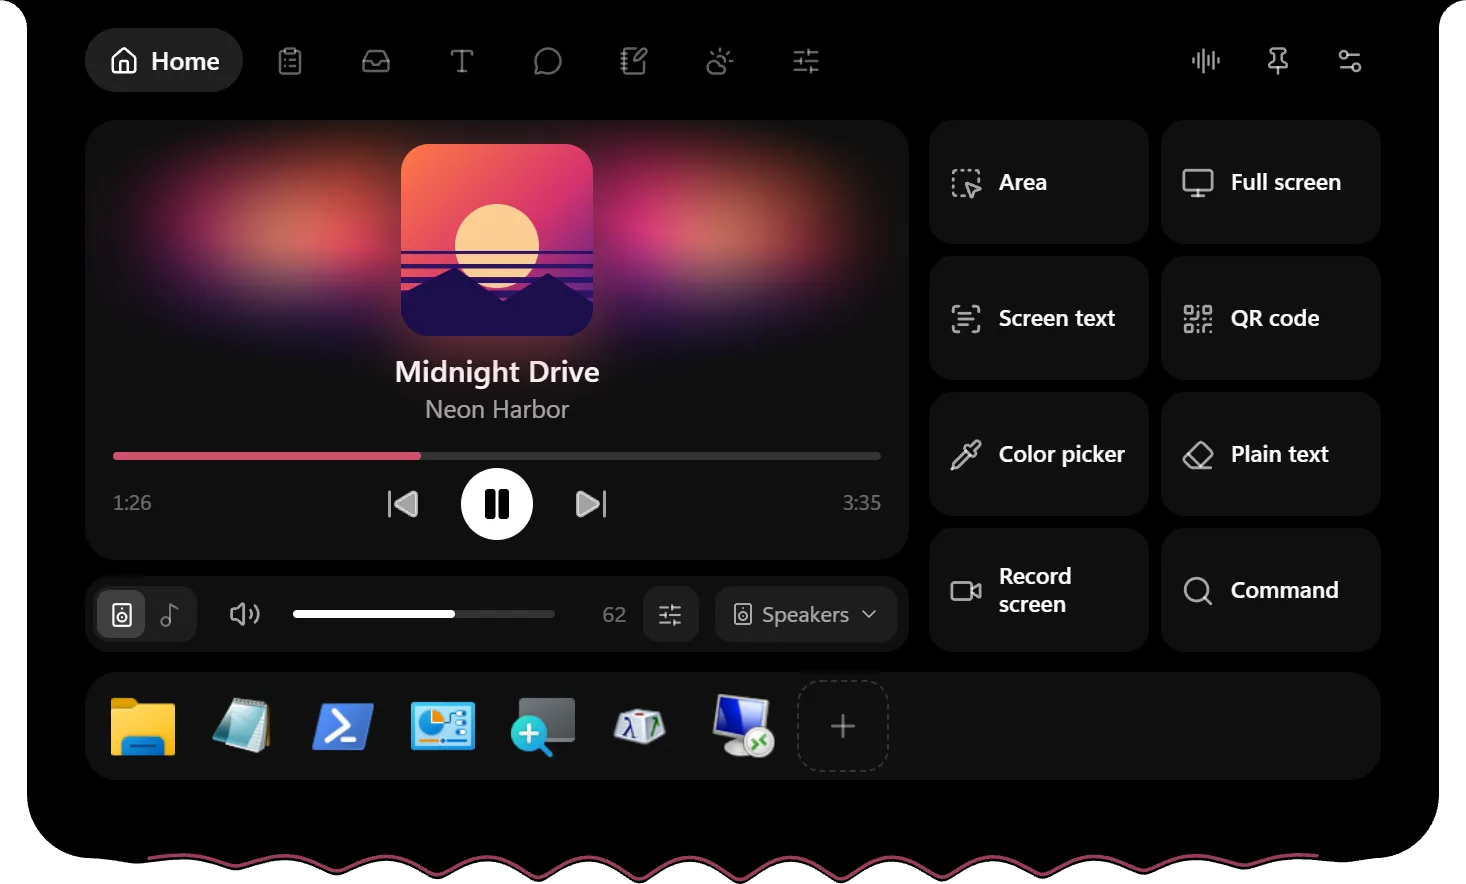 Home
Midnight Drive
Neon Harbor
1:26
3:35
62
Speakers
Area
Full screen
Screen text
QR code
Color picker
Plain text
Record
screen
Command